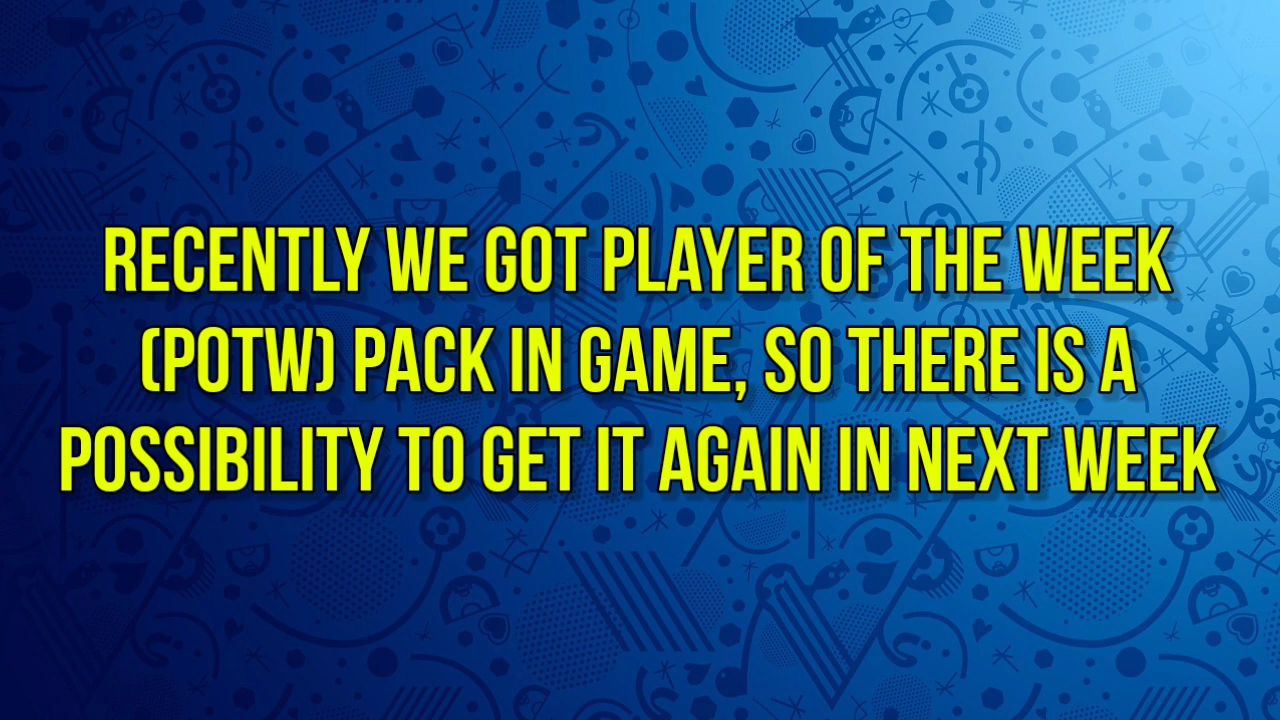 RECENTLY WE GOT PLAYER OF THE WEEK
(POTW) PACK IN GAME, SO THERE IS A
POSSIBILITY TO GET IT AGAIN IN NEXT WEEK